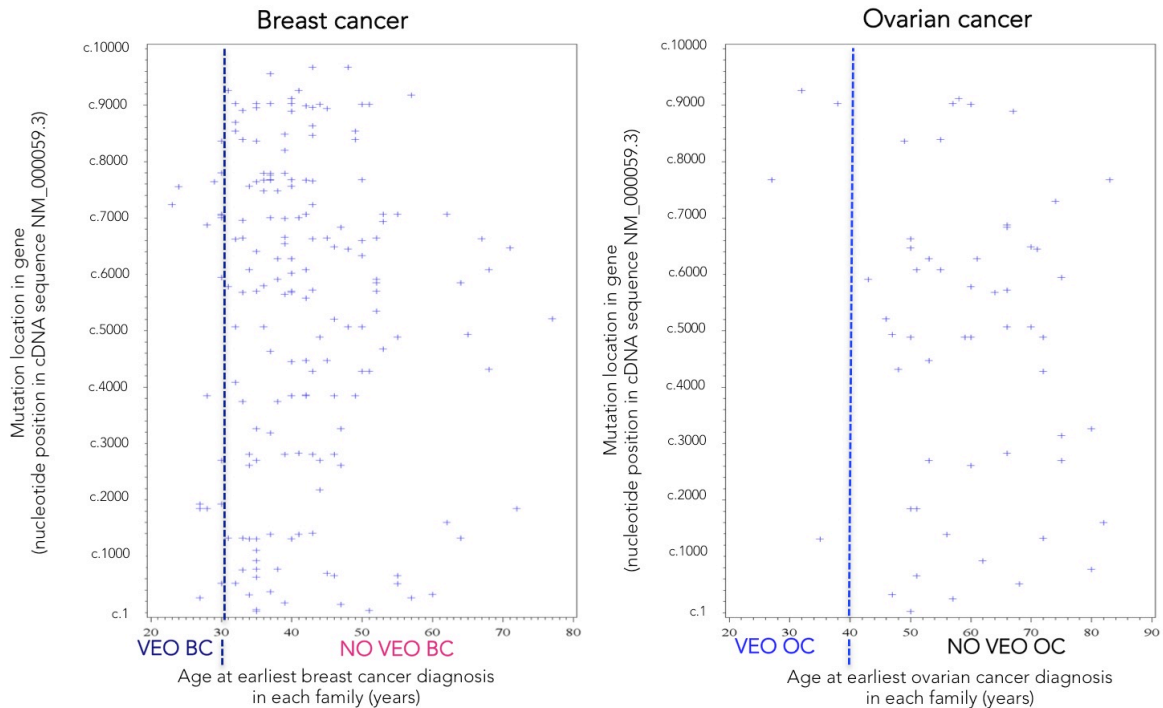 Breast cancer
Mutation location in gene
(nucleotide position in cDNA sequence NM_000059.3)
c.10000
c.9000
c.8000
c.7000
c.6000
c.5000
c.4000
c.3000
c.2000
c.1000
c.1
20 30 40 50 60 70 80
VEO BC NO VEO BC
Age at earliest breast cancer diagnosis
in each family (years)
Ovarian cancer
Mutation location in gene
(nucleotide position in cDNA sequence NM_000059.3)
c.10000
c.9000
c.8000
c.7000
c.6000
c.5000
c.4000
c.3000
c.2000
c.1000
c.1
20 30 40 50 60 70 80 90
VEO OC NO VEO OC
Age at earliest ovarian cancer diagnosis
in each family (years)